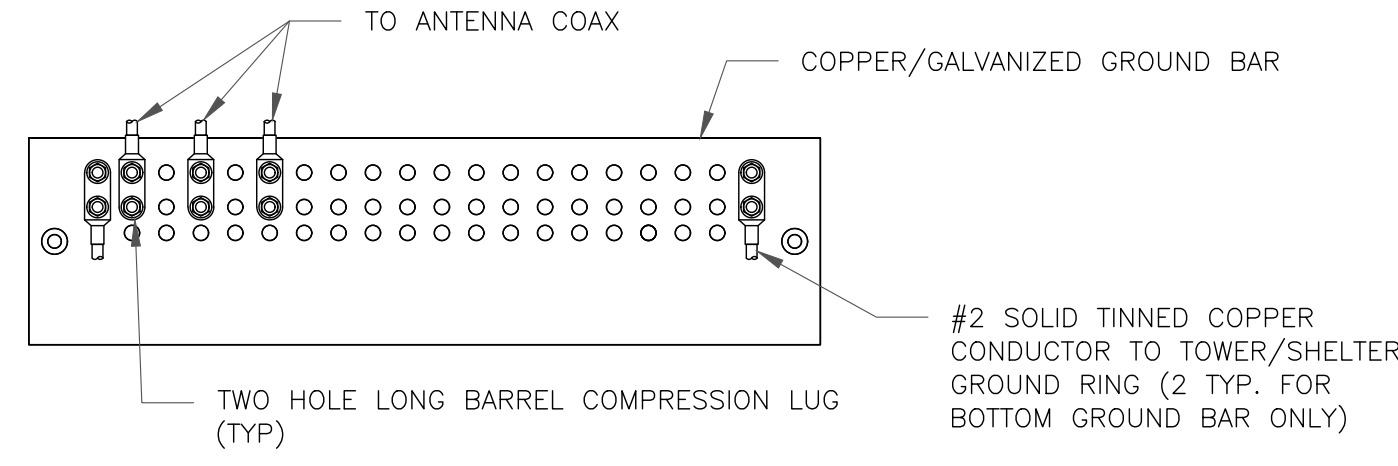 TO ANTENNA COAX
COPPER/GALVANIZED GROUND BAR
#2 SOLID TINNED COPPER
CONDUCTOR TO TOWER/SHELTER
GROUND RING (2 TYP. FOR
BOTTOM GROUND BAR ONLY)
TWO HOLE LONG BARREL COMPRESSION LUG
(TYP)